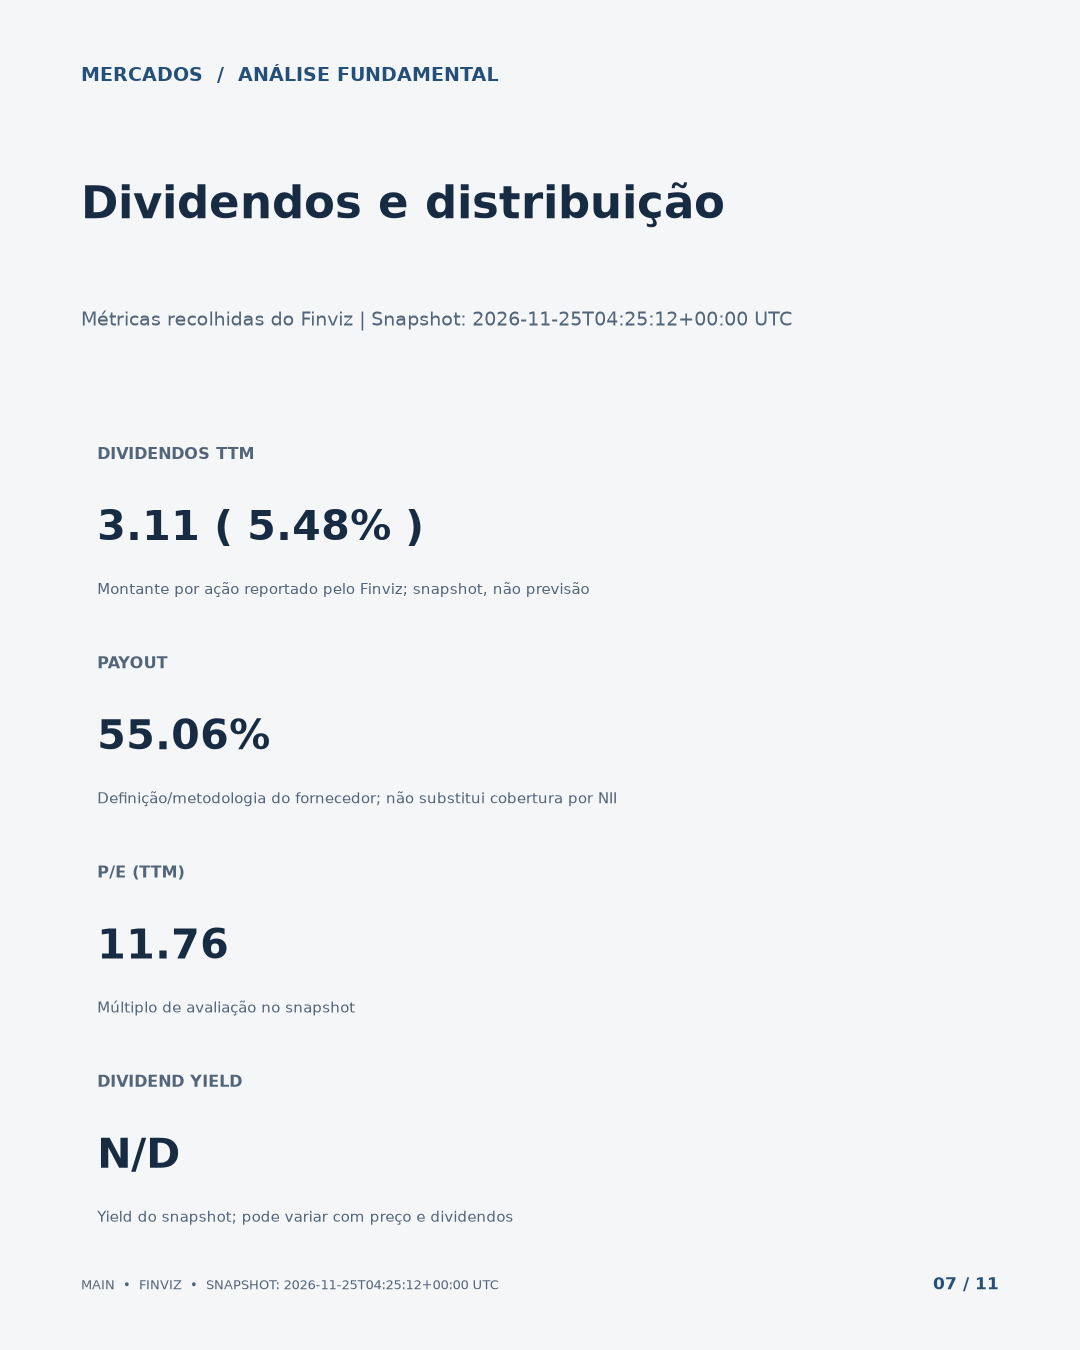 MERCADOS / ANÁLISE FUNDAMENTAL
Dividendos e distribuição
Métricas recolhidas do Finviz | Snapshot: 2026-11-25T04:25:12+00:00 UTC
DIVIDENDOS TTM
3.11 ( 5.48% )
Montante por ação reportado pelo Finviz; snapshot, não previsão
PAYOUT
55.06%
Definição/metodologia do fornecedor; não substitui cobertura por NII
P/E (TTM)
11.76
Múltiplo de avaliação no snapshot
DIVIDEND YIELD
N/D
Yield do snapshot; pode variar com preço e dividendos
MAIN • FINVIZ • SNAPSHOT: 2026-11-25T04:25:12+00:00 UTC
07 / 11